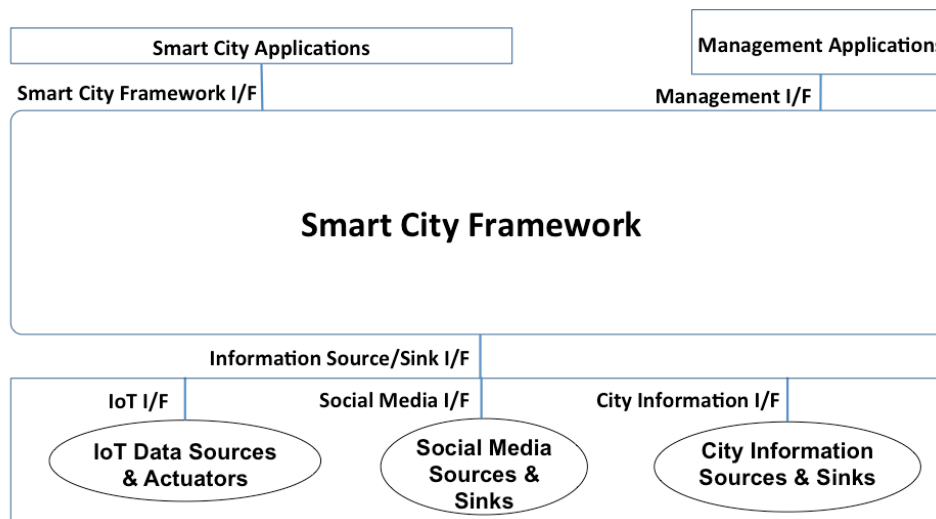 Smart City Applications
Management Applications
Smart City Framework I/F
Management I/F
Smart City Framework
Information Source/Sink I/F
IoT I/F
Social Media I/F
City Information I/F
IoT Data Sources
& Actuators
Social Media
Sources &
Sinks
City Information
Sources & Sinks